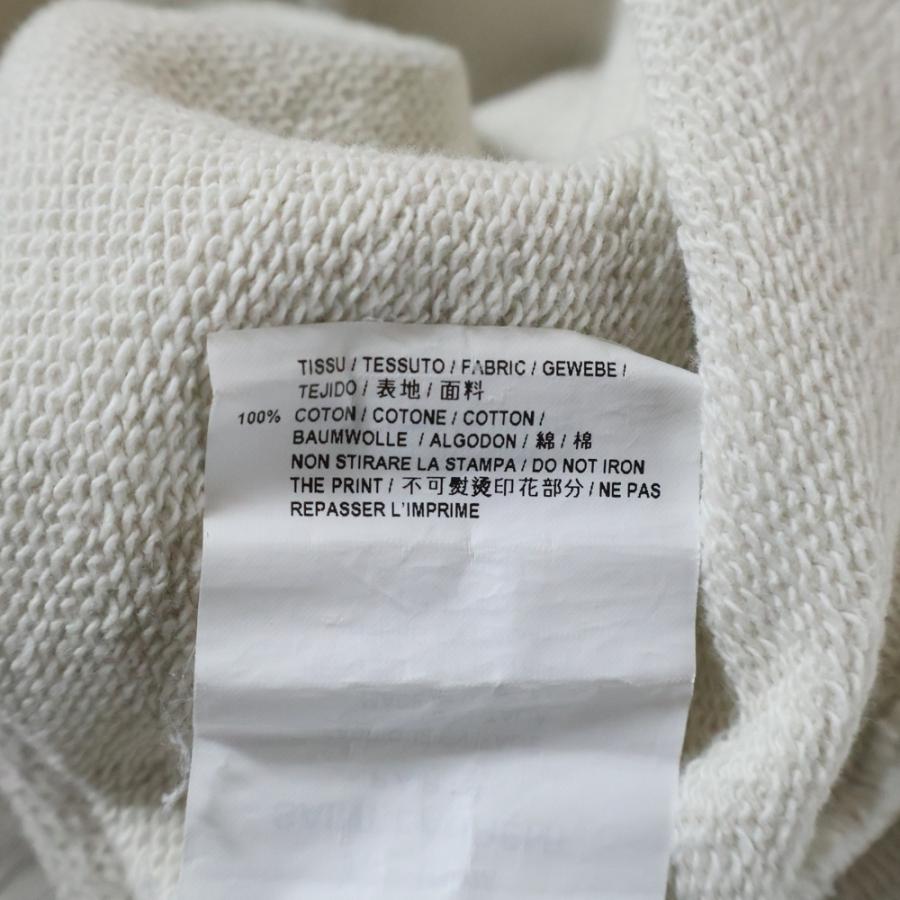 TISSU / TESSUTO / FABRIC / GEWEBE /
TEJIDO / 表地 / 面料
100% COTON / COTONE / COTTON /
BAUMWOLLE / ALGODON / 綿 / 棉
NON STIRARE LA STAMPA / DO NOT IRON
THE PRINT / 不可熨烫印花部分 / NE PAS
REPASSER L'IMPRIME